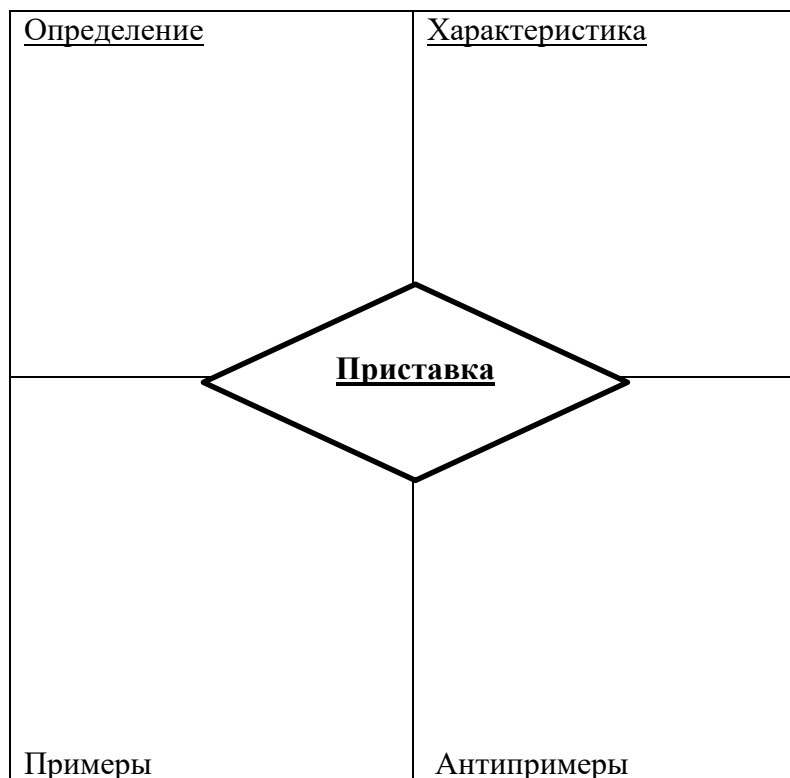 Определение
Характеристика
Приставка
Примеры
Антипримеры